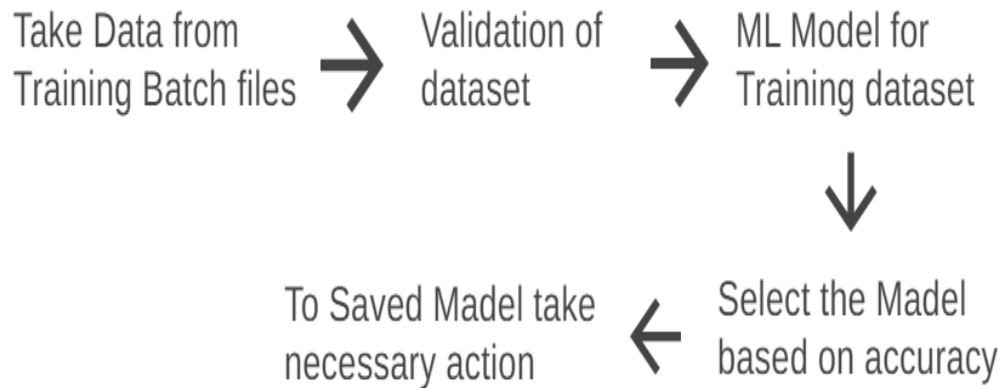 Take Data from
Training Batch files
Validation of
dataset
ML Model for
Training dataset
Select the Madel
based on accuracy
To Saved Madel take
necessary action